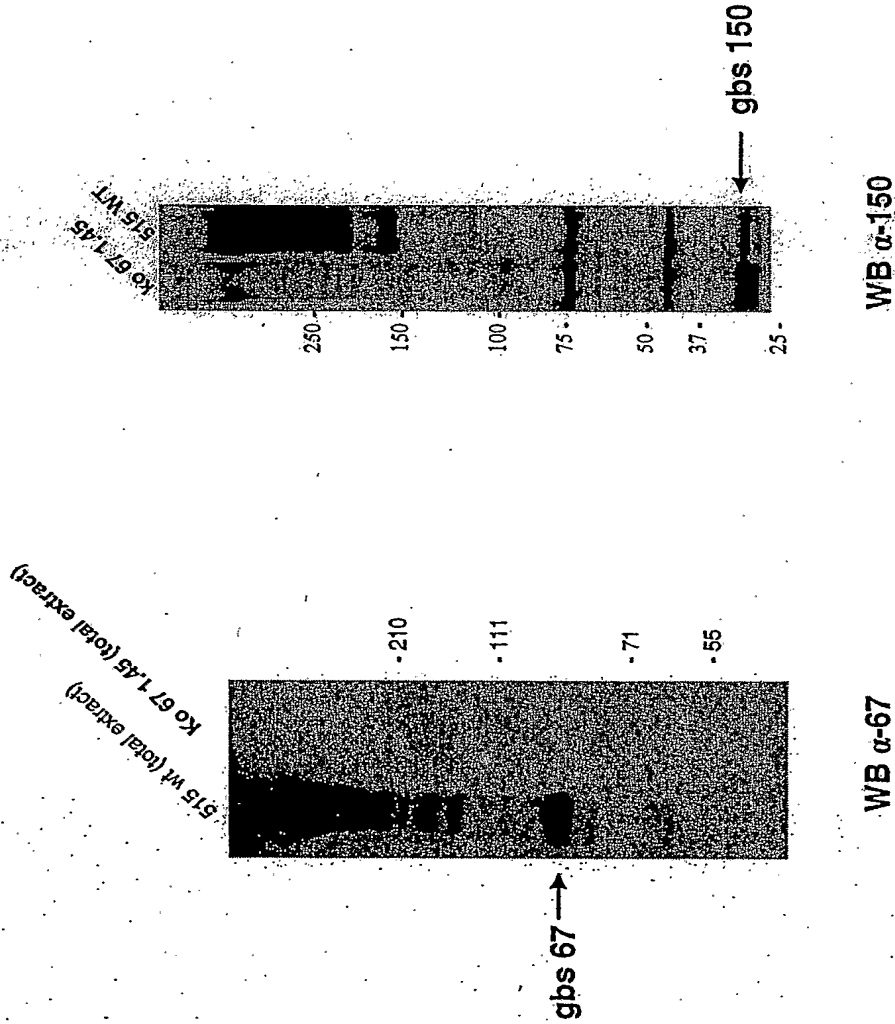 515 wt (total extract)
Ko 67 1.45 (total extract)
- 210
- 111
- 71
- 55
gbs 67
WB α-67
ko 67 1.45
515 WT
250
150
100
75 -
50
37 -
25 -
gbs 150
WB α-150